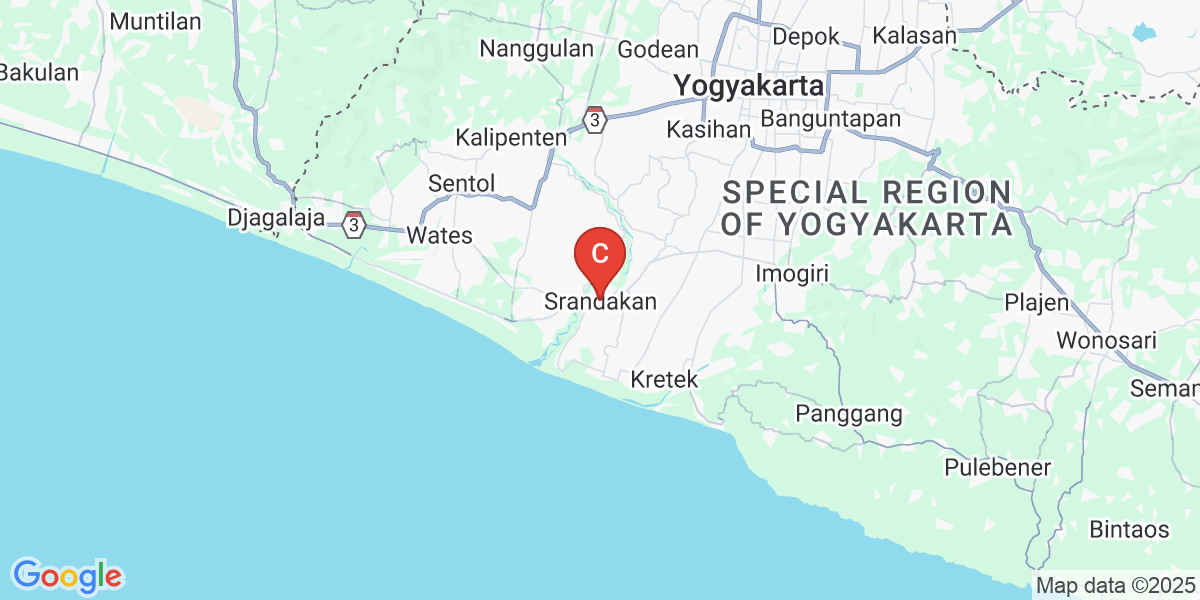 Muntilan
Nanggulan
Godean
Depok
Kalasan
Bakulan
Yogyakarta
3
Kasihan
Banguntapan
Kalipenten
Sentol
SPECIAL REGION
OF YOGYAKARTA
Djagalaja
3
Wates
C
Imogiri
Srandakan
Plajen
Wonosari
Kretek
Seman
Panggang
Pulebener
Bintaos
Google
Map data ©2025